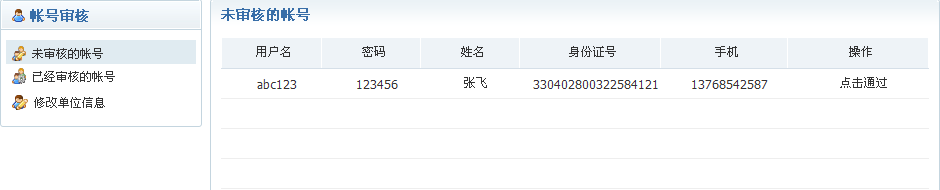 帐号审核
未审核的帐号
已经审核的帐号
修改单位信息
未审核的帐号
用户名 密码 姓名 身份证号 手机 操作
abc123 123456 张飞 330402800322584121 13768542587 点击通过